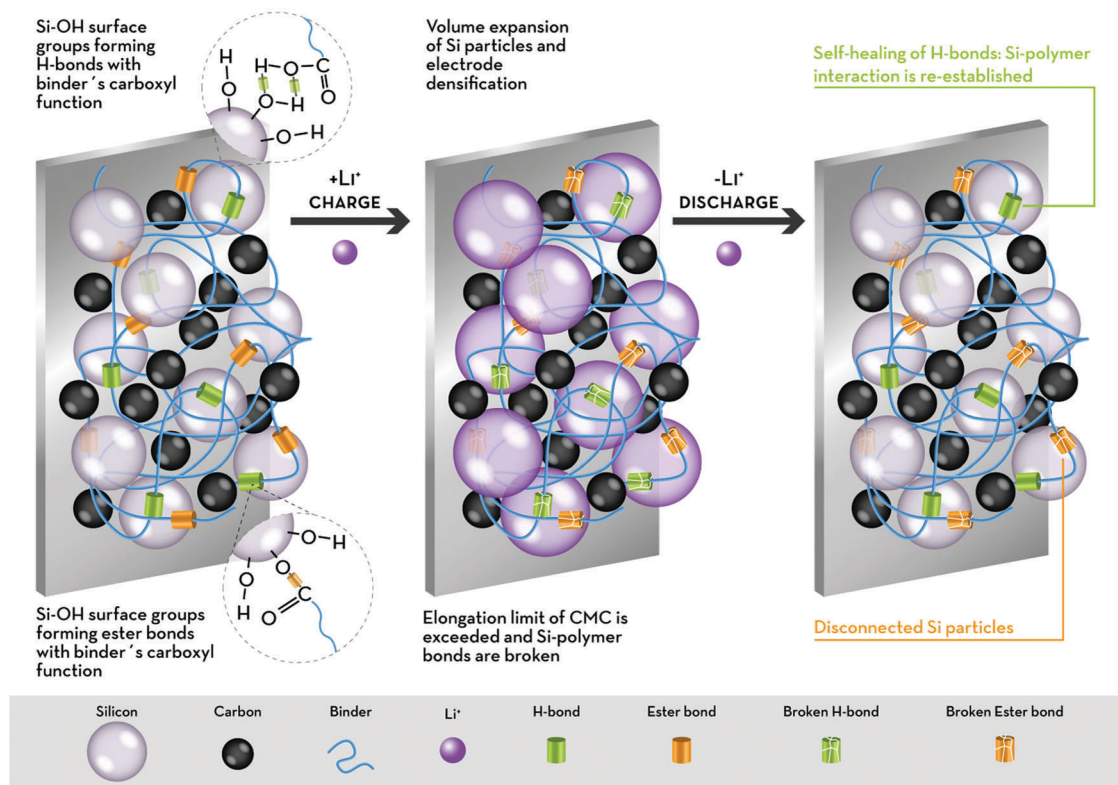 Si-OH surface
groups forming
H-bonds with
binder´s carboxyl
function
H
O
H
O
C
O
O
H
O
H
Volume expansion
of Si particles and
electrode
densification
Self-healing of H-bonds: Si-polymer
interaction is re-established
+Li⁺
CHARGE
-Li⁺
DISCHARGE
O
H
O
O
H
C
O
Si-OH surface groups
forming ester bonds
with binder´s carboxyl
function
Elongation limit of CMC is
exceeded and Si-polymer
bonds are broken
Disconnected Si particles
Silicon
Carbon
Binder
Li⁺
H-bond
Ester bond
Broken H-bond
Broken Ester bond